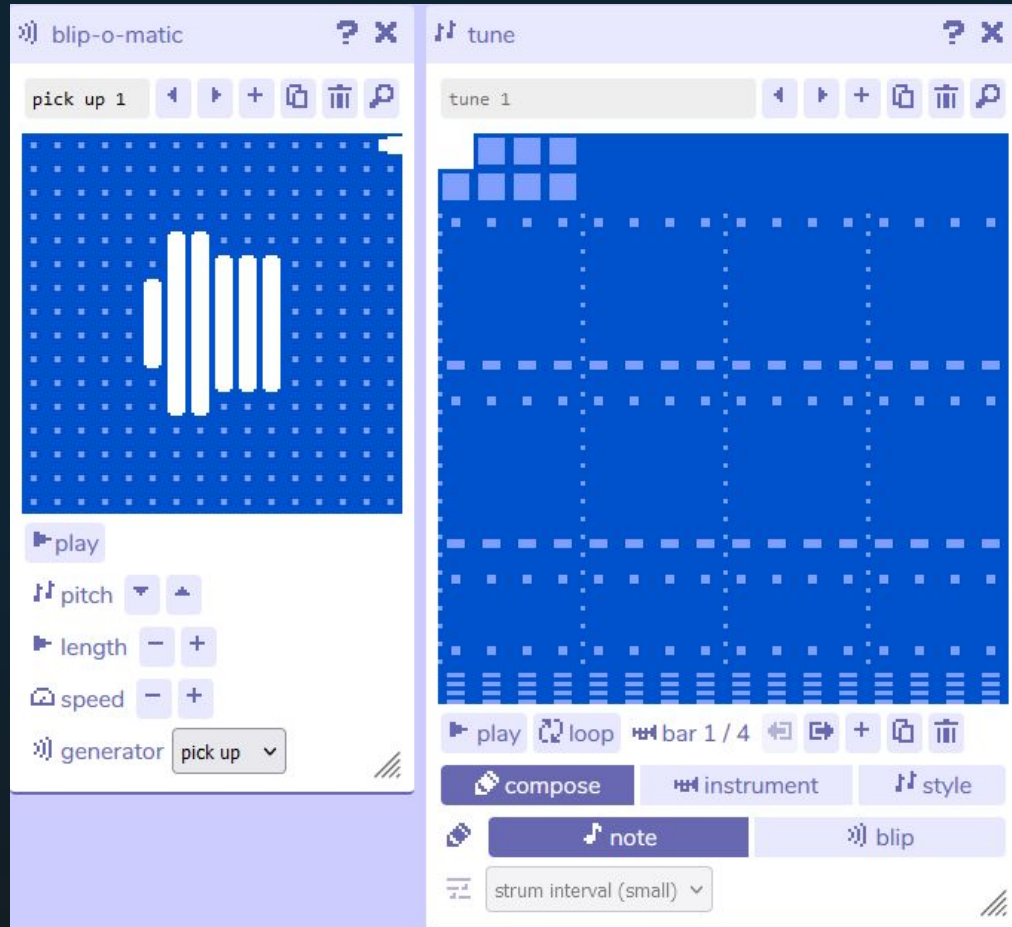 blip-o-matic
pick up 1
play
pitch
length
speed
generator pick up
tune
tune 1
play loop bar 1 / 4
compose instrument style
note blip
strum interval (small)